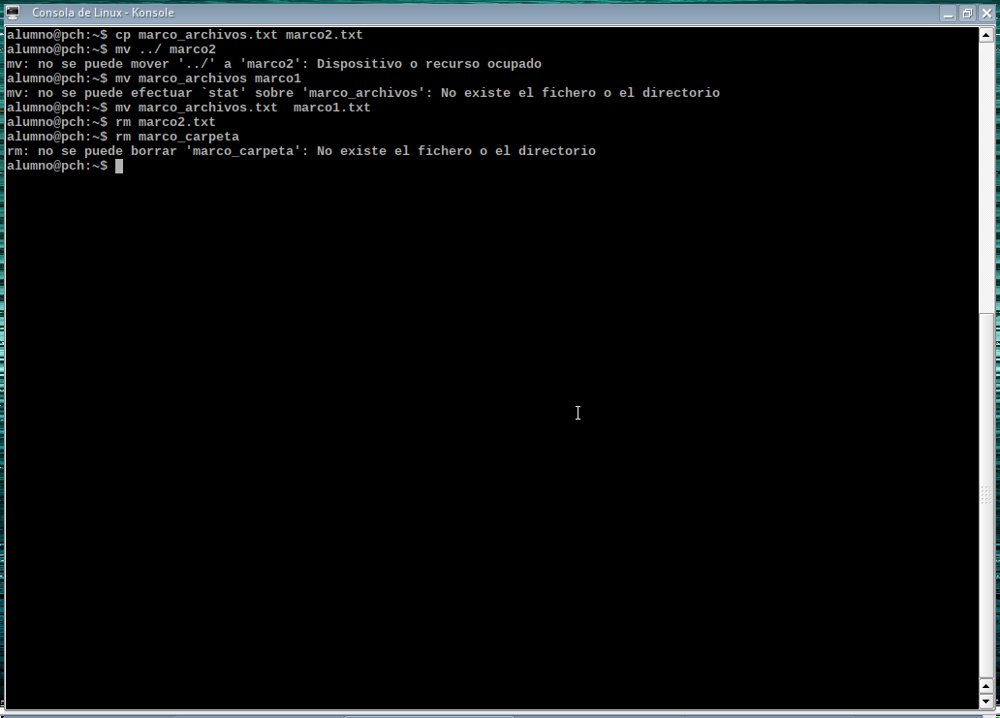 Consola de Linux - Konsole
alumno@pch:~$ cp marco_archivos.txt marco2.txt
alumno@pch:~$ mv ../ marco2
mv: no se puede mover '../' a 'marco2': Dispositivo o recurso ocupado
alumno@pch:~$ mv marco_archivos marco1
mv: no se puede efectuar `stat' sobre 'marco_archivos': No existe el fichero o el directorio
alumno@pch:~$ mv marco_archivos.txt  marco1.txt
alumno@pch:~$ rm marco2.txt
alumno@pch:~$ rm marco_carpeta
rm: no se puede borrar 'marco_carpeta': No existe el fichero o el directorio
alumno@pch:~$